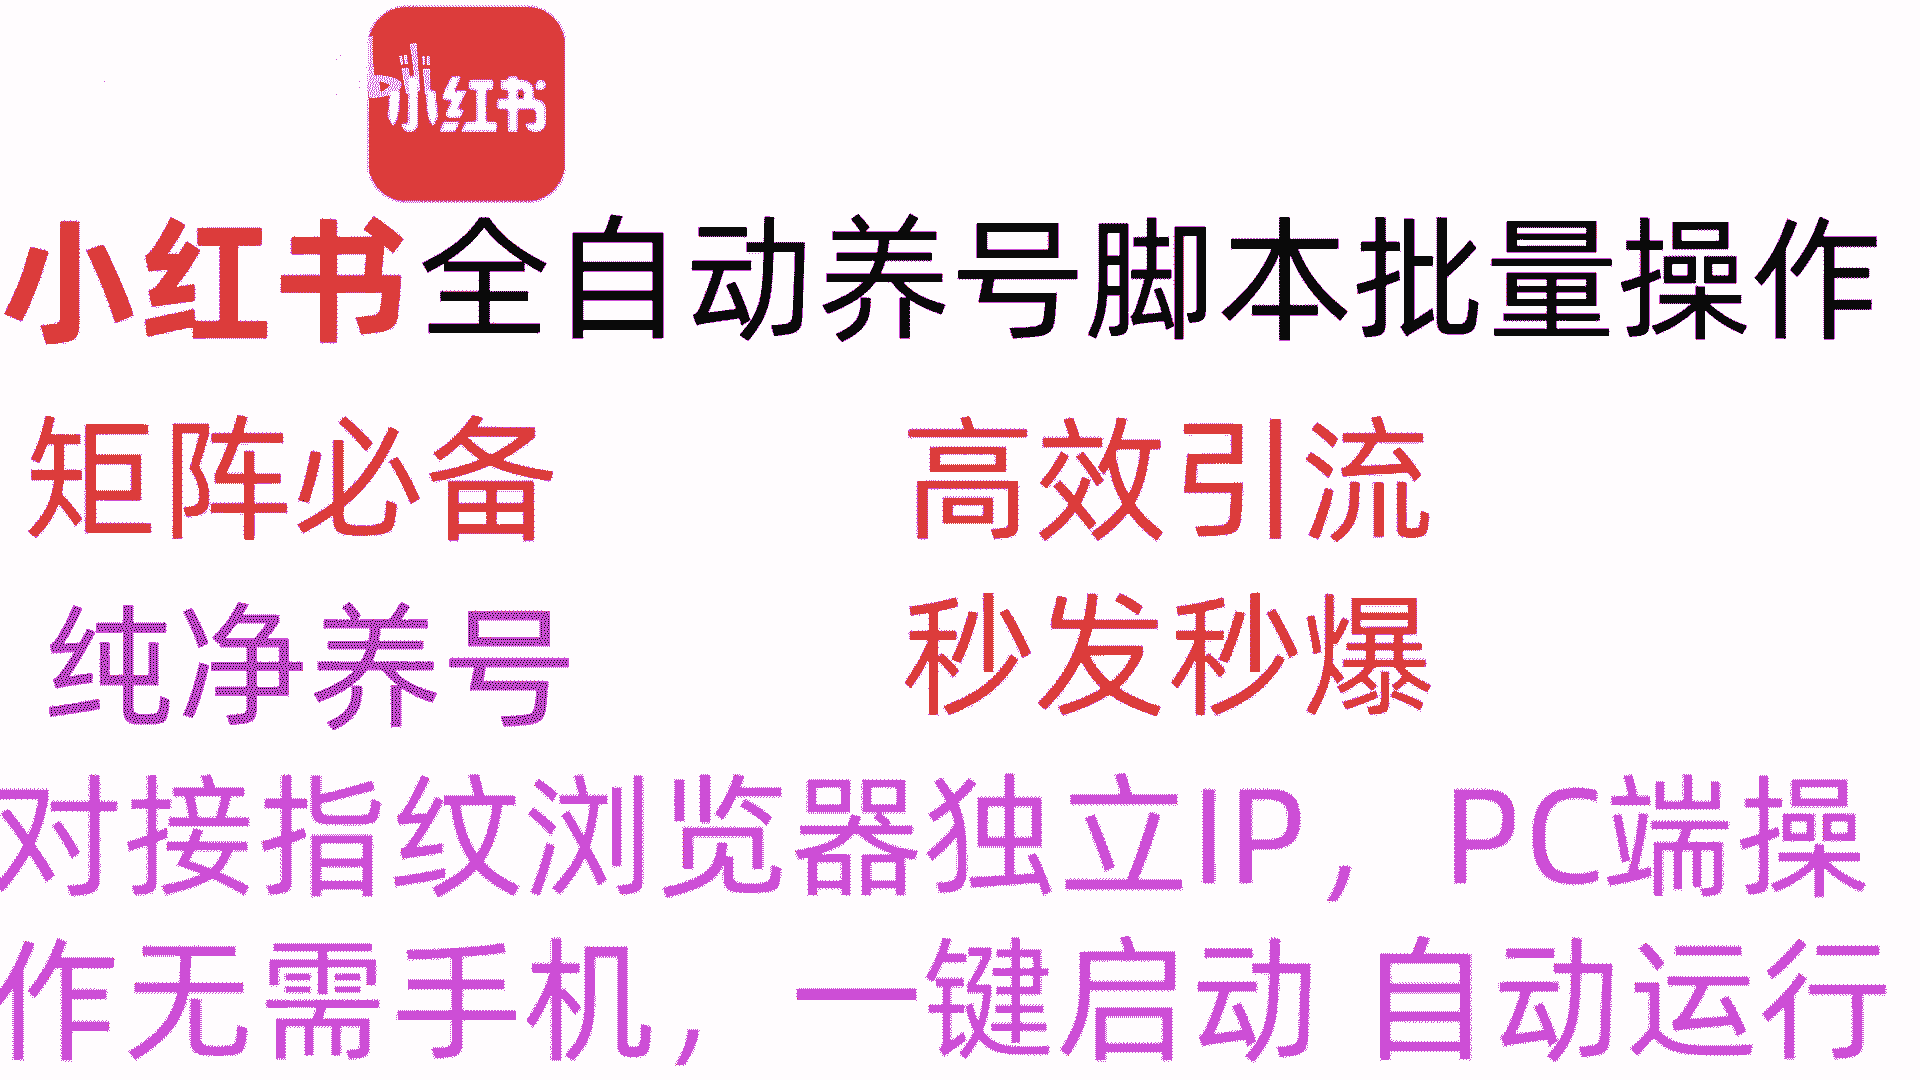 小红书
小红书全自动养号脚本批量操作
矩阵必备 高效引流
纯净养号 秒发秒爆
对接指纹浏览器独立IP，PC端操
作无需手机，一键启动 自动运行